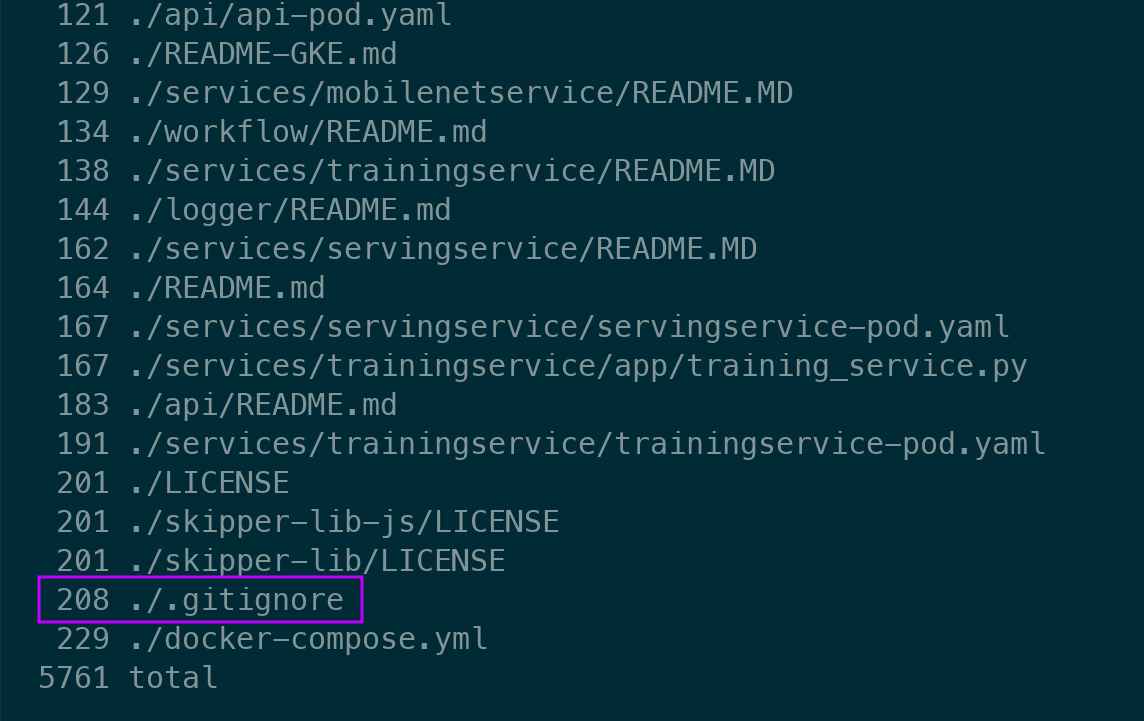 121 ./api/api-pod.yaml
126 ./README-GKE.md
129 ./services/mobilenetservice/README.MD
134 ./workflow/README.md
138 ./services/trainingservice/README.MD
144 ./logger/README.md
162 ./services/servingservice/README.MD
164 ./README.md
167 ./services/servingservice/servingservice-pod.yaml
167 ./services/trainingservice/app/training_service.py
183 ./api/README.md
191 ./services/trainingservice/trainingservice-pod.yaml
201 ./LICENSE
201 ./skipper-lib-js/LICENSE
201 ./skipper-lib/LICENSE
208 ./.gitignore
229 ./docker-compose.yml
5761 total